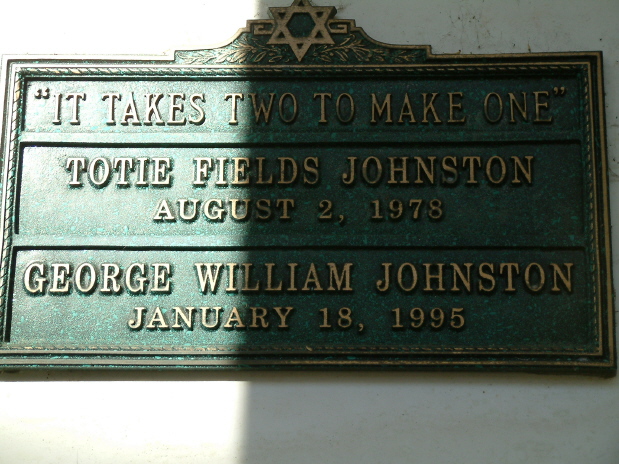 "IT TAKES TWO TO MAKE ONE"
TOTIE FIELDS JOHNSTON
AUGUST 2, 1978
GEORGE WILLIAM JOHNSTON
JANUARY 18, 1995